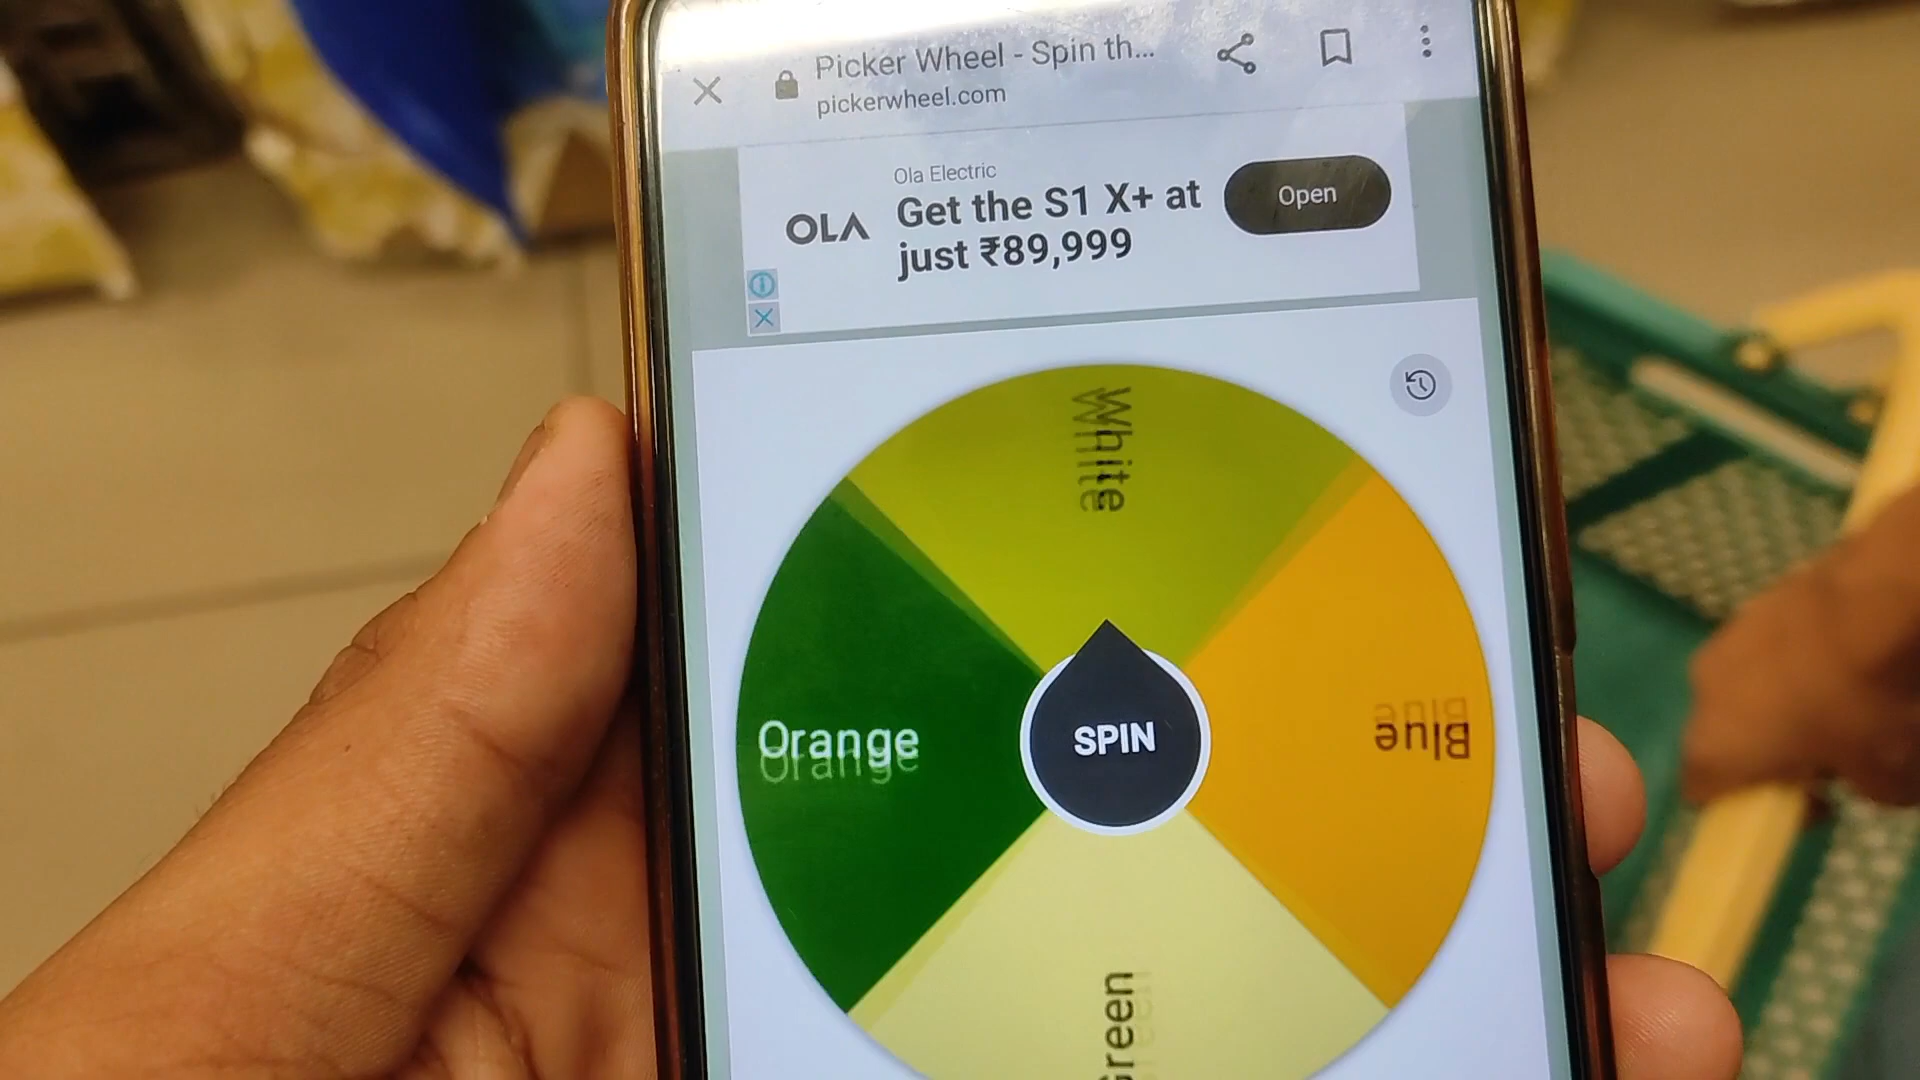 Picker Wheel - Spin th...
pickerwheel.com
Ola Electric
OLA
Get the S1 X+ at
just ₹89,999
Open
White
Orange
SPIN
Blue
Green